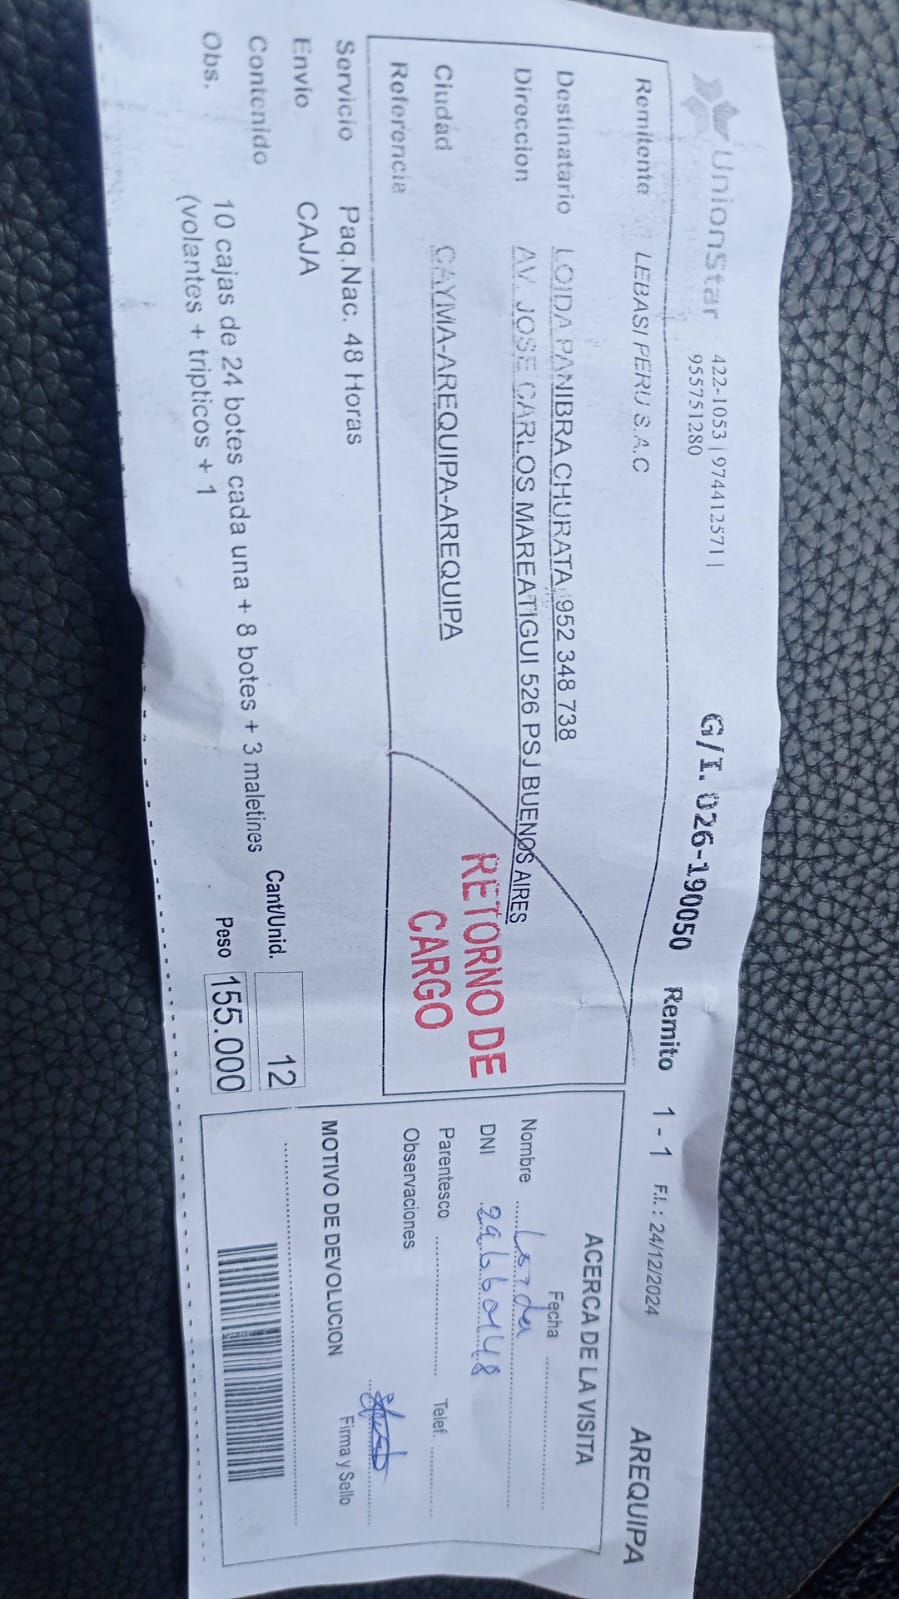 UnionStar
422-1053 | 974412571 |
955751280
G/I. 026-190050 Remito 1 - 1 F.I.: 24/12/2024 AREQUIPA
Remitente LEBASI PERU S.A.C
Destinatario LOIDA PANIBRA CHURATA 952 348 738
Direccion AV. JOSE CARLOS MAREATIGUI 526 PSJ BUENOS AIRES
Ciudad CAYMA-AREQUIPA-AREQUIPA
Referencia
RETORNO DE
CARGO
Servicio Paq.Nac. 48 Horas
Envio CAJA
Contenido
Obs. 10 cajas de 24 botes cada una + 8 botes + 3 maletines
(volantes + tripticos + 1
Cant/Unid. 12
Peso 155.000
ACERCA DE LA VISITA
Fecha
Nombre Loida
DNI
Parentesco Telef.
Observaciones
Firma y Sello
MOTIVO DE DEVOLUCION